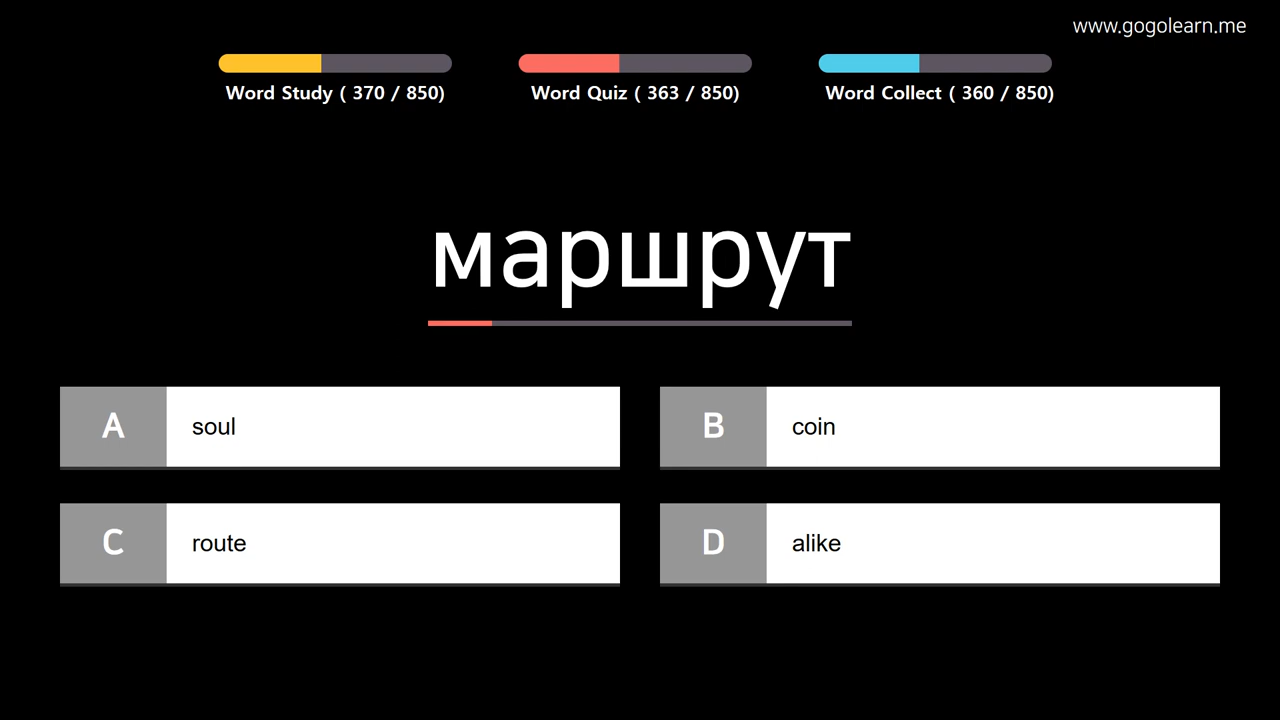 www.gogolearn.me
Word Study ( 370 / 850)
Word Quiz ( 363 / 850)
Word Collect ( 360 / 850)
маршрут
A soul
B coin
C route
D alike